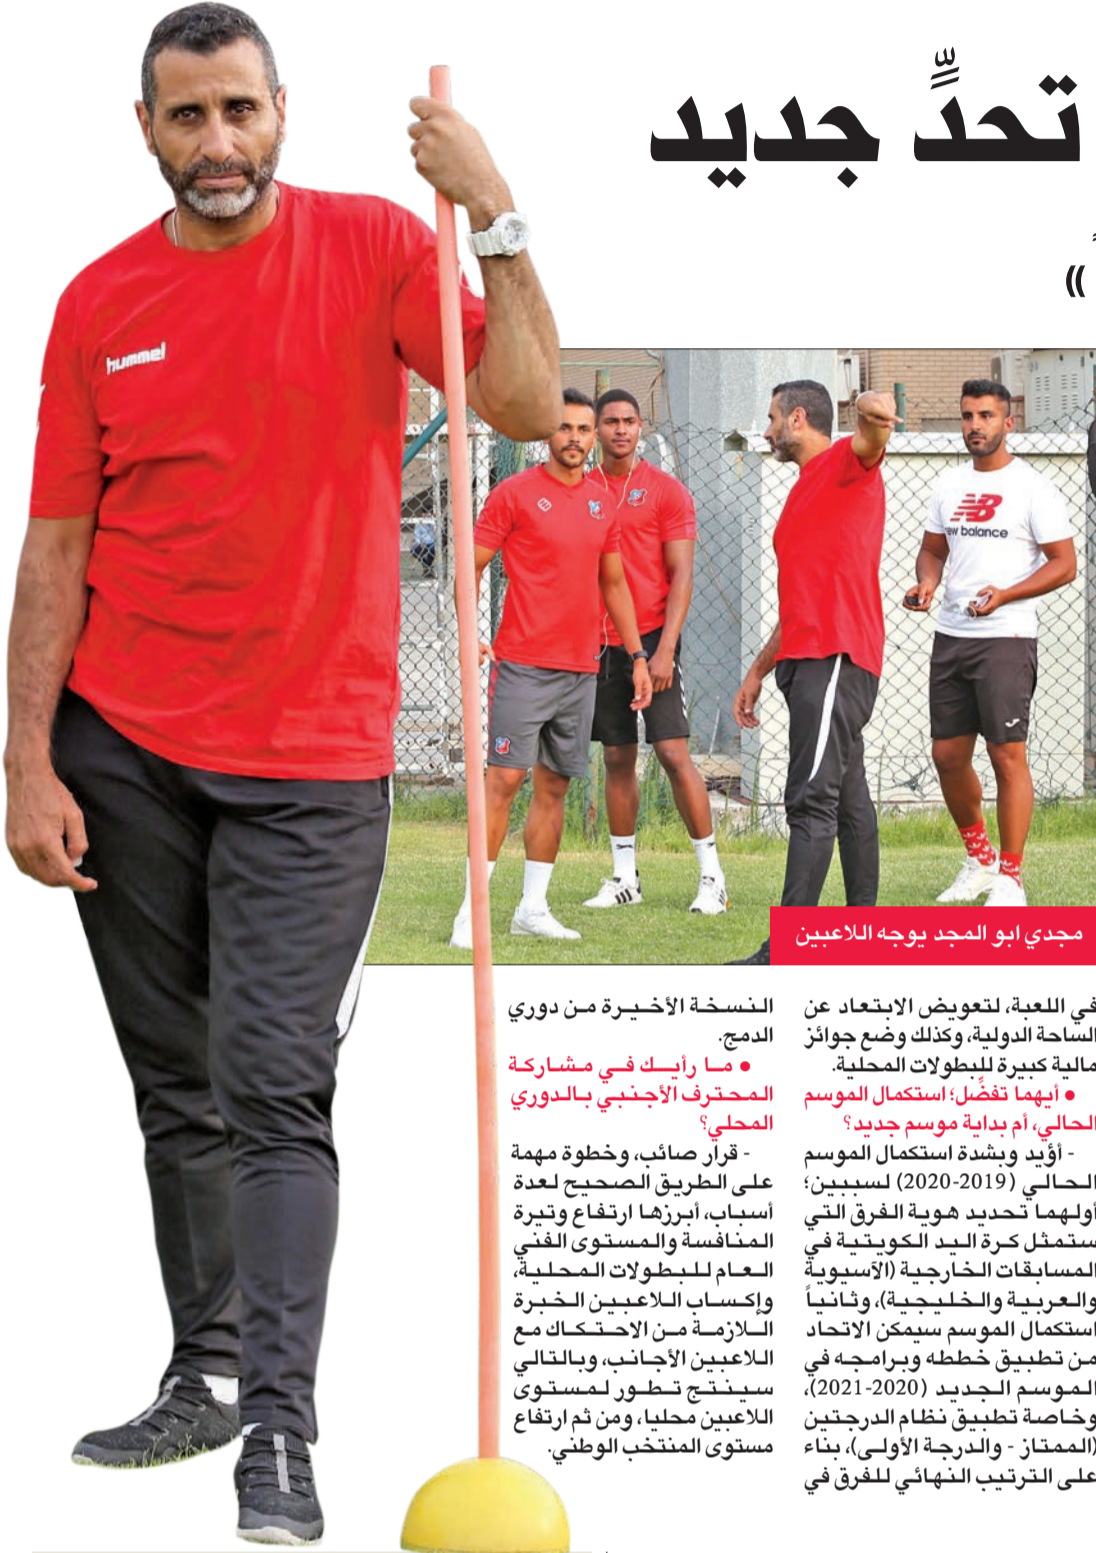 تحدٍّ جديد
»
hummel
NB
ew balance
مجدي ابو المجد يوجه اللاعبين
في اللعبة، لتعويض الابتعاد عن
الساحة الدولية، وكذلك وضع جوائز
مالية كبيرة للبطولات المحلية.
• أيهما تفضِّل؛ استكمال الموسم
الحالي، أم بداية موسم جديد؟
- أؤيد وبشدة استكمال الموسم
الحالي (2019-2020) لسببين؛
أولهما تحديد هوية الفرق التي
ستمثل كرة اليد الكويتية في
المسابقات الخارجية (الآسيوية
والعربية والخليجية)، وثانياً
استكمال الموسم سيمكن الاتحاد
من تطبيق خططه وبرامجه في
الموسم الجديد (2020-2021)،
وخاصة تطبيق نظام الدرجتين
(الممتاز - والدرجة الأولى)، بناء
على الترتيب النهائي للفرق في
النسخة الأخيرة من دوري
الدمج.
• ما رأيك في مشاركة
المحترف الأجنبي بالدوري
المحلي؟
- قرار صائب، وخطوة مهمة
على الطريق الصحيح لعدة
أسباب، أبرزها ارتفاع وتيرة
المنافسة والمستوى الفني
العام للبطولات المحلية،
وإكساب اللاعبين الخبرة
اللازمة من الاحتكاك مع
اللاعبين الأجانب، وبالتالي
سينتج تطور لمستوى
اللاعبين محليا، ومن ثم ارتفاع
مستوى المنتخب الوطني.